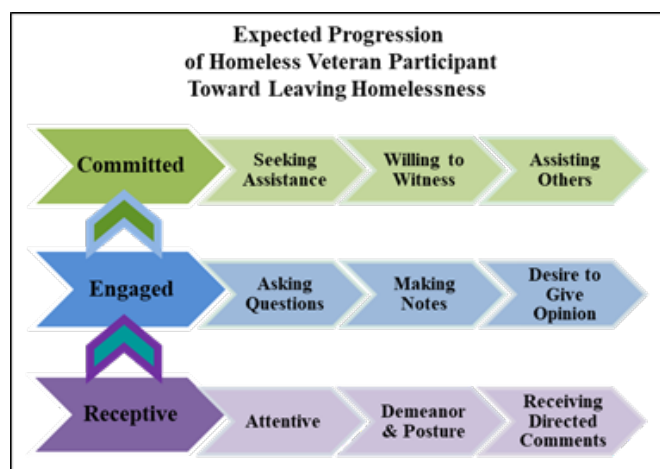 Expected Progression
of Homeless Veteran Participant
Toward Leaving Homelessness
Committed
Seeking
Assistance
Willing to
Witness
Assisting
Others
Engaged
Asking
Questions
Making
Notes
Desire to
Give
Opinion
Receptive
Attentive
Demeanor
& Posture
Receiving
Directed
Comments